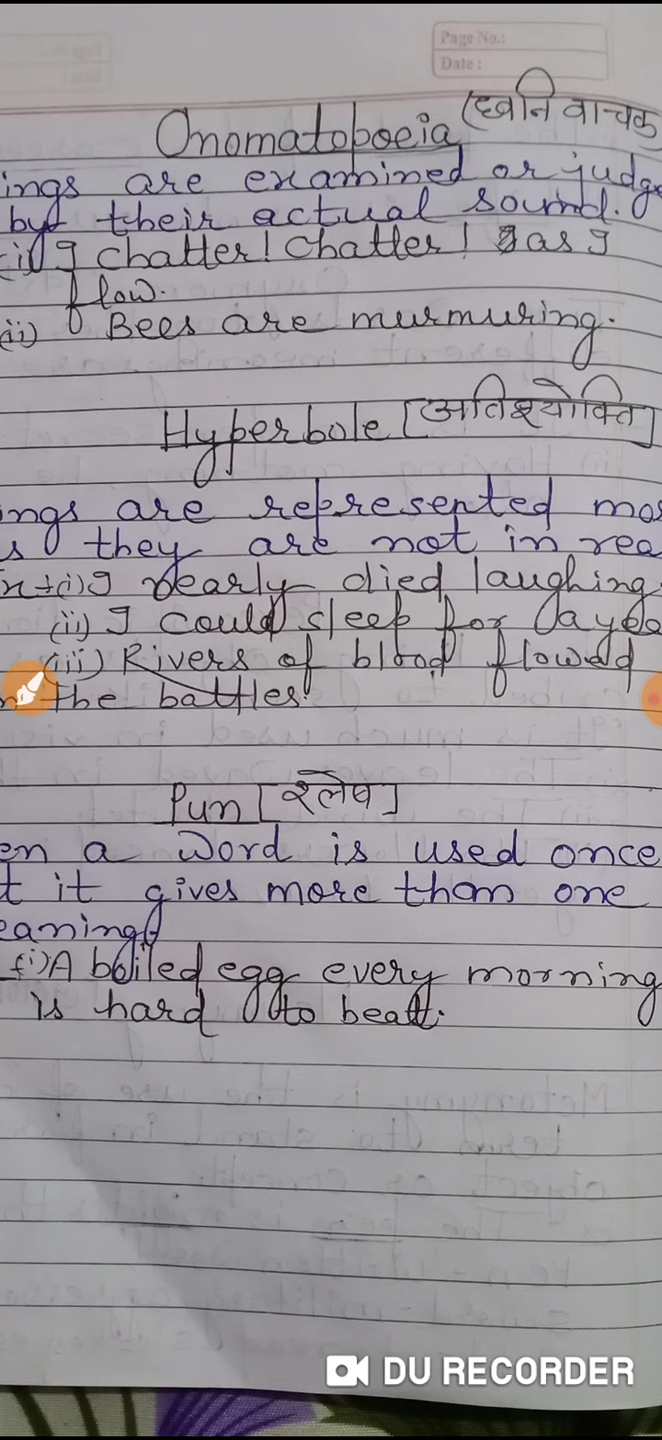 Page No.:
Date :
Onomatopoeia (ध्वनि वाचक
ings are examined or judge
by their actual sound.
(i) I chatter! Chatter! as I
flow.
(ii) Bees are murmuring.
Hyperbole [अतिश्योक्ति]
ngs are represented mo
s they are not in rea
(i) I nearly died laughing.
(ii) I could sleep for days
(iii) Rivers of blood flowed
the battles.
Pun [श्लेष]
en a word is used once
t it gives more than one
eaning
(i) A boiled egg every morning
is hard to beat.
DU RECORDER